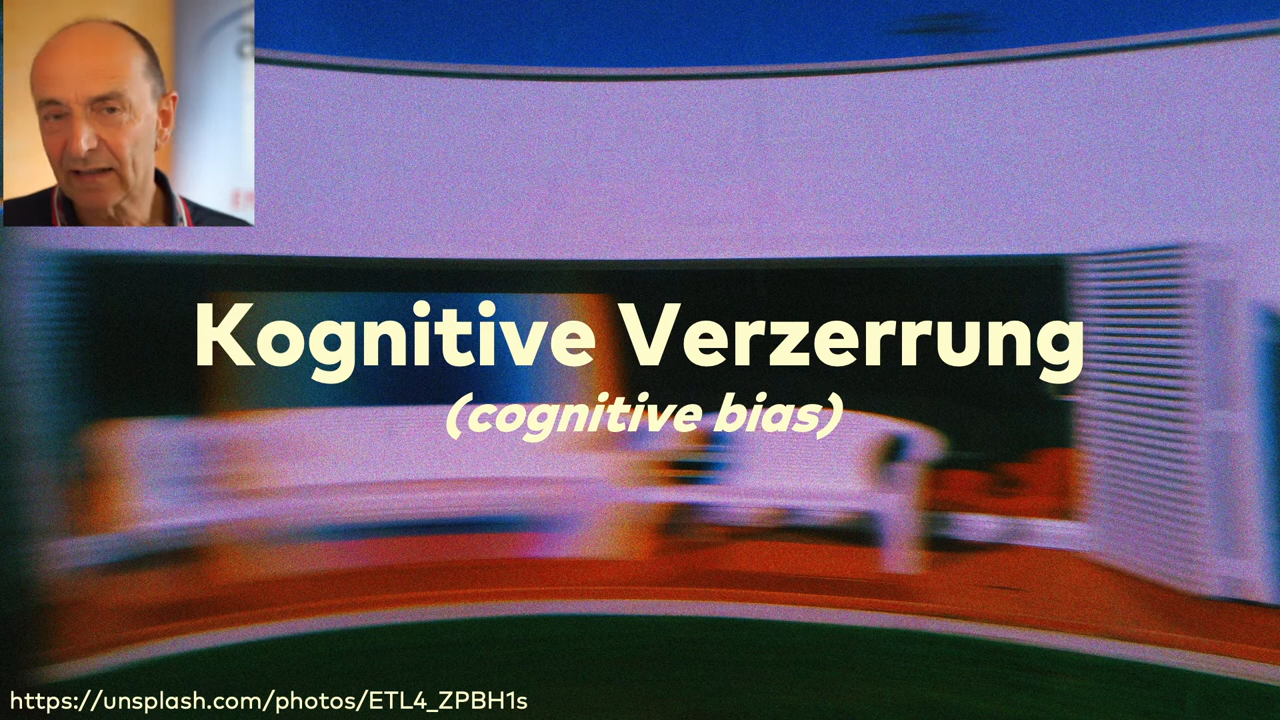 Kognitive Verzerrung
(cognitive bias)
https://unsplash.com/photos/ETL4_ZPBH1s